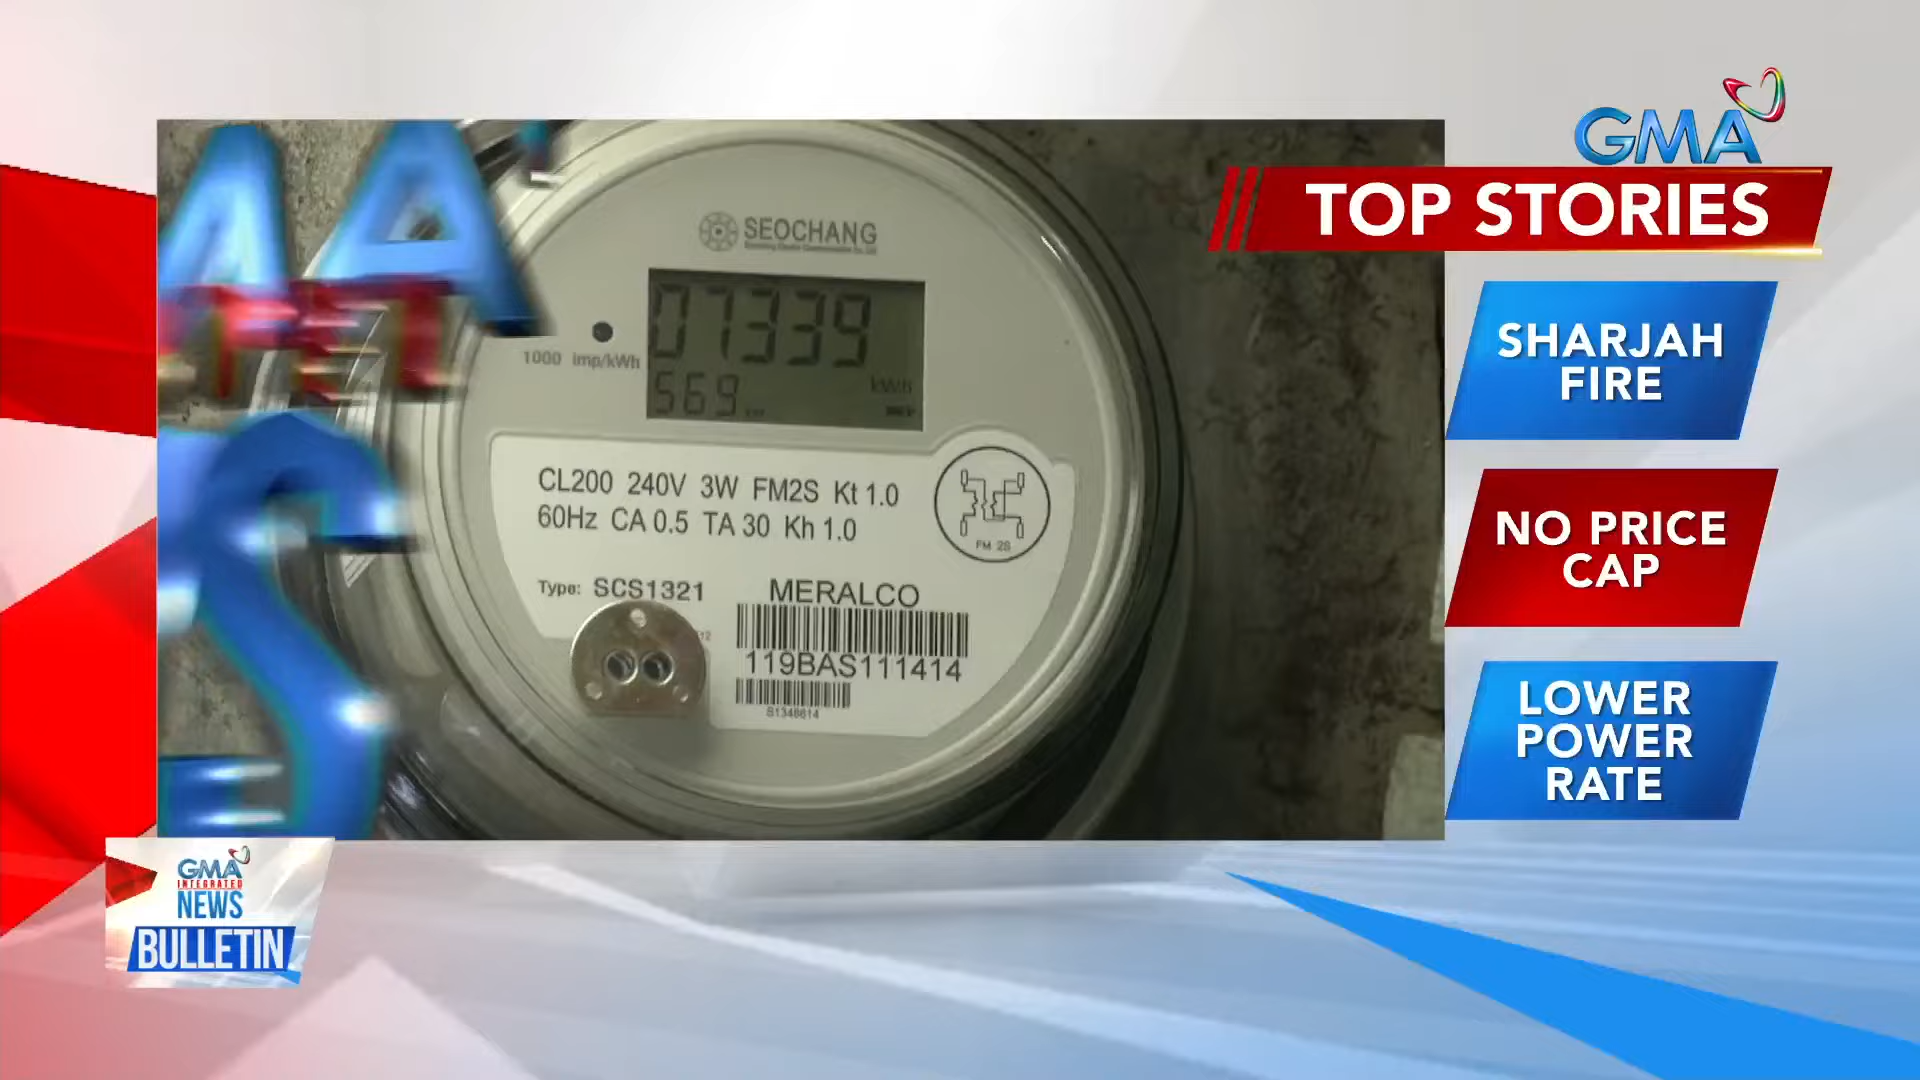 GMA
TOP STORIES
SHARJAH
FIRE
NO PRICE
CAP
LOWER
POWER
RATE
SEOCHANG
07339
1000 imp/kWh
kWh
569
CL200 240V 3W FM2S Kt 1.0
60Hz CA 0.5 TA 30 Kh 1.0
FM 2S
Type: SCS1321
MERALCO
119BAS111414
S1348614
GMA
INTEGRATED
NEWS
BULLETIN